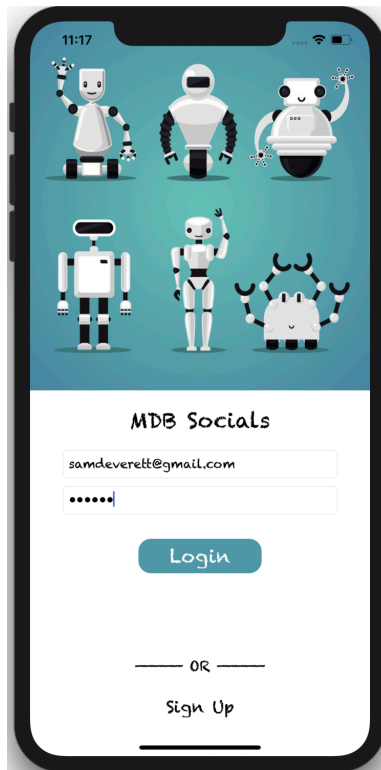 11:17
MDB Socials
samdeverett@gmail.com
••••••
Login
OR
Sign Up